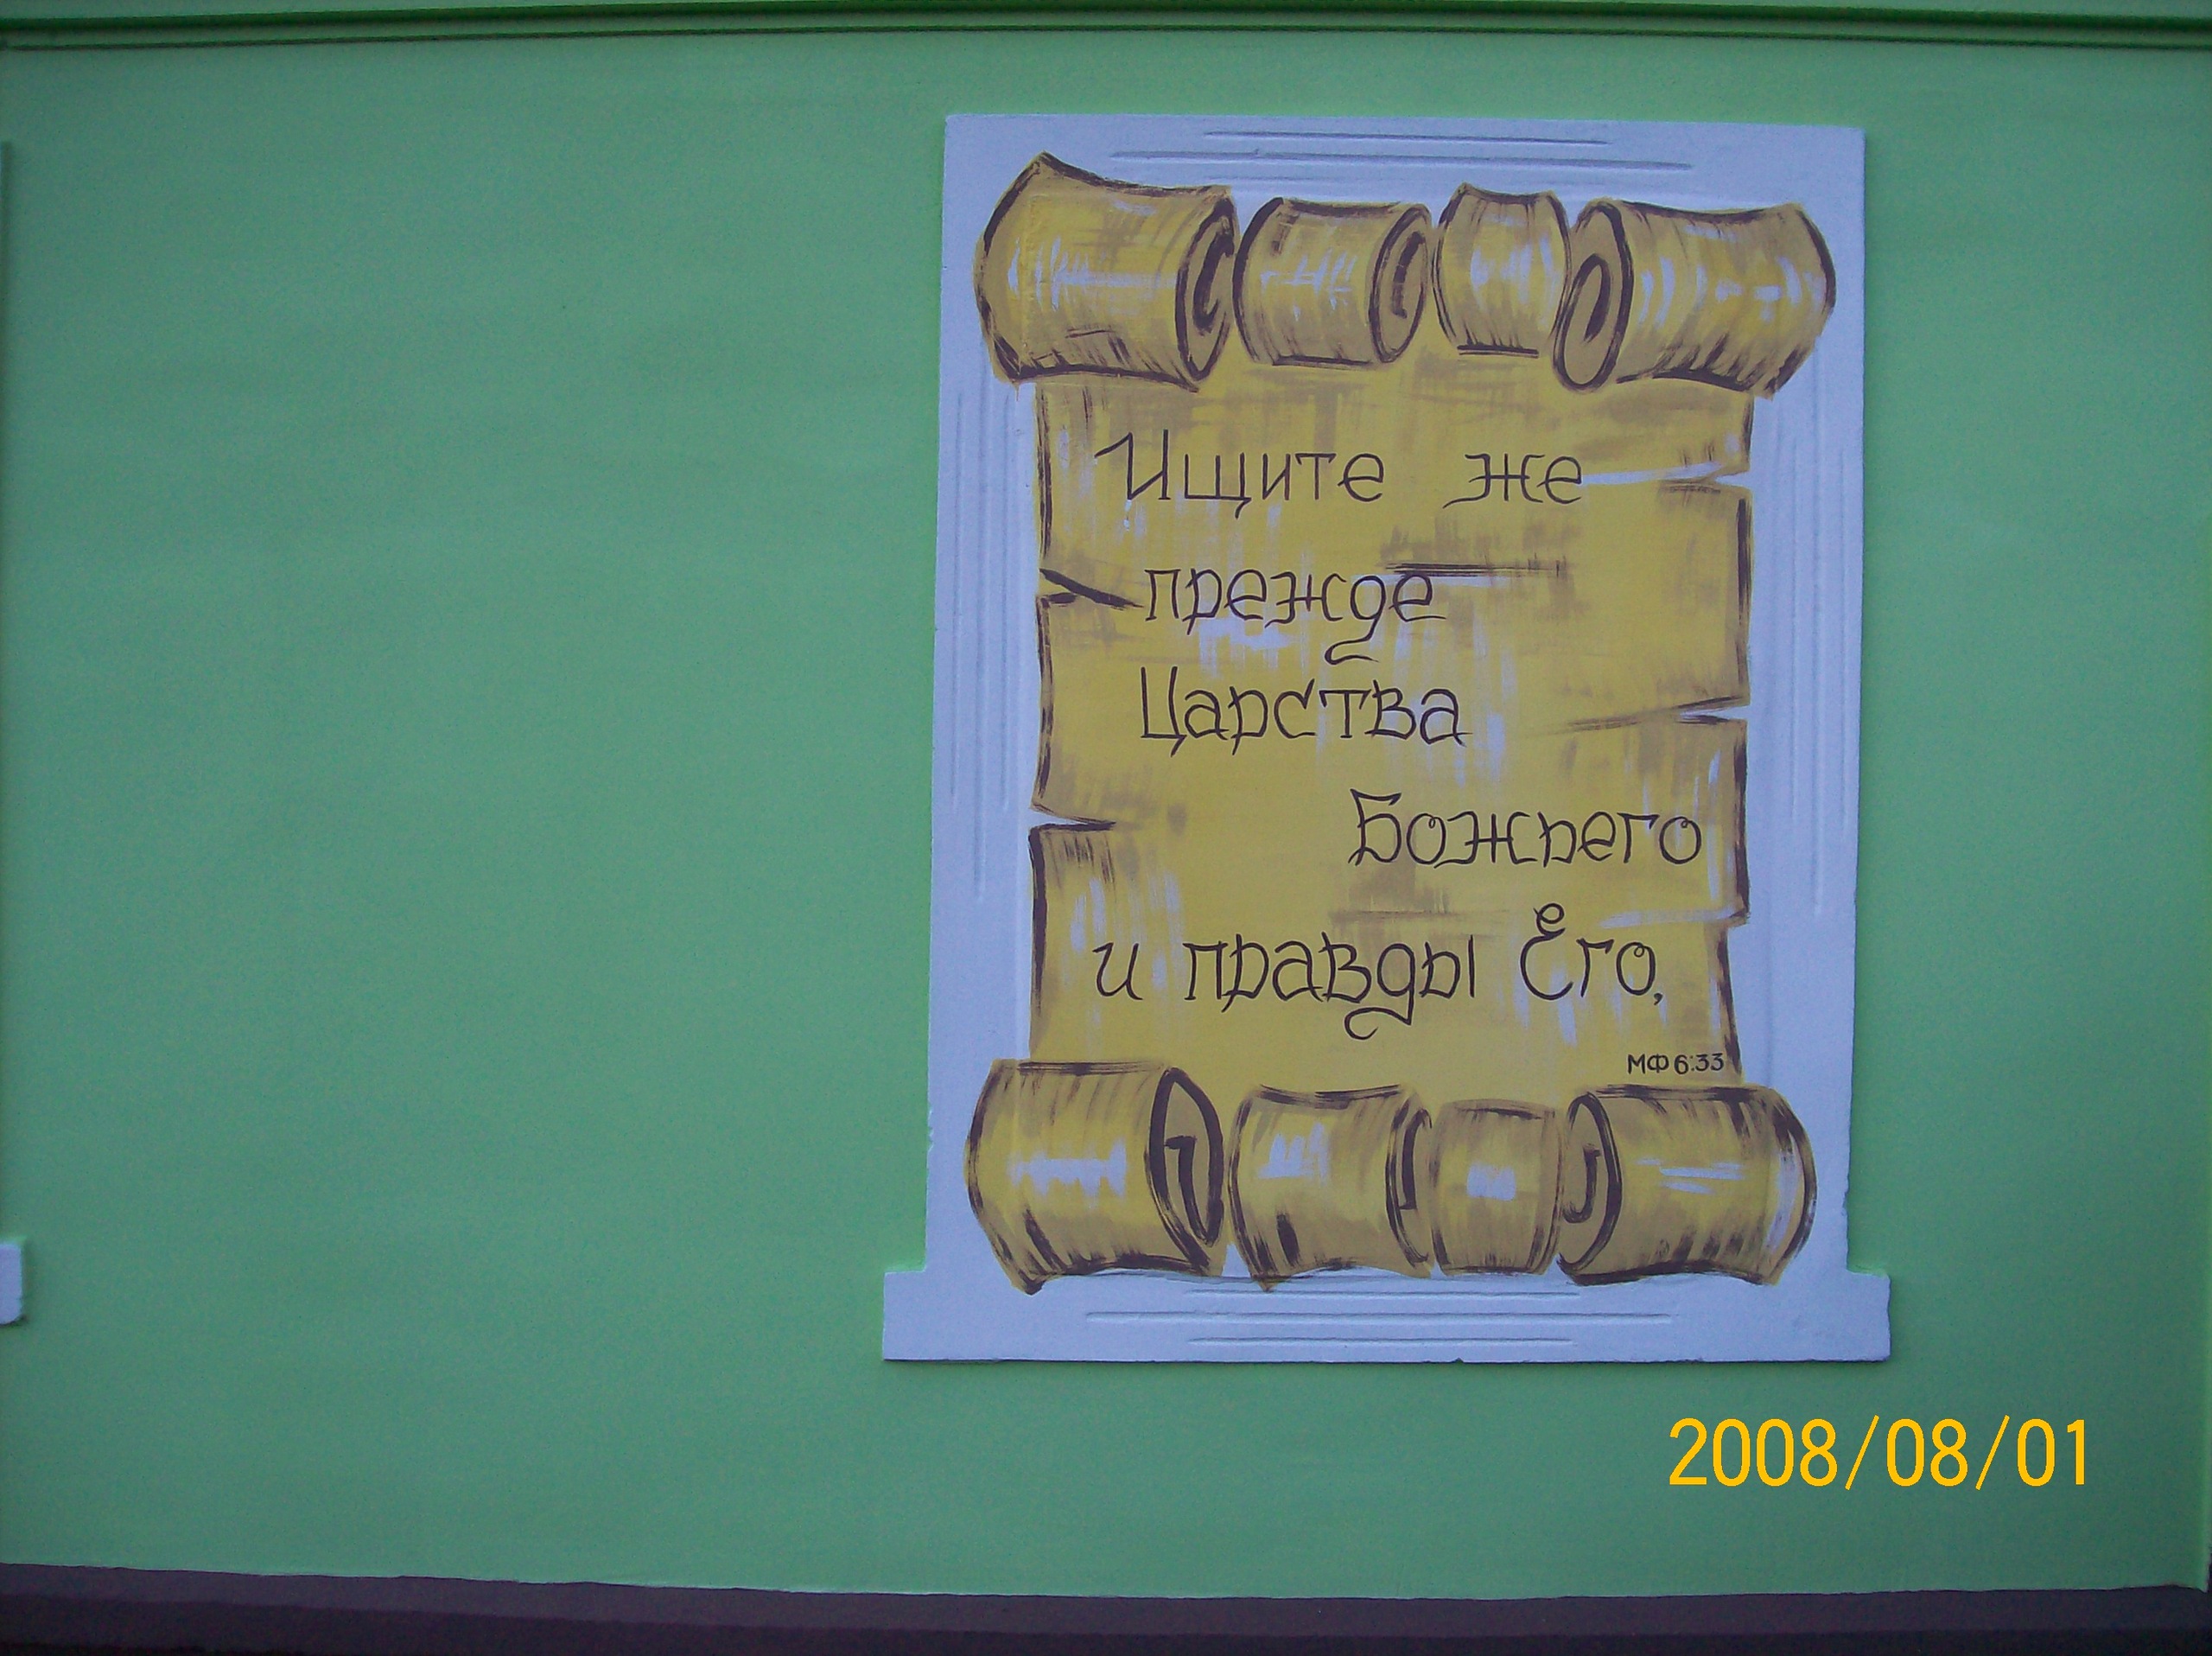 Ищите же
прежде
Царства
Божьего
и правды Его,
МФ 6:33
2008/08/01